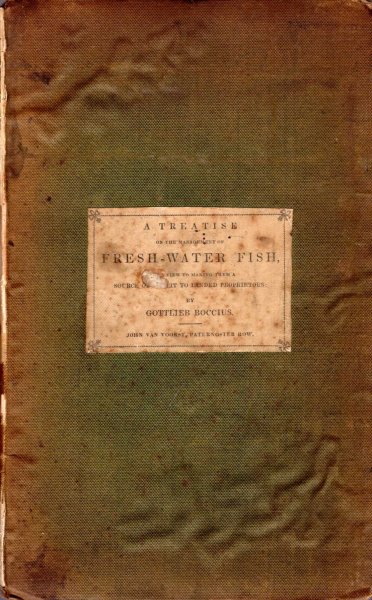 A TREATISE
ON THE MANAGEMENT OF
FRESH-WATER FISH,
VIEW TO MAKING THEM A
SOURCE TO LANDED PROPRIETORS:
BY
GOTTLIEB BOCCIUS.
JOHN VAN VOORST, PATERNOSTER ROW.